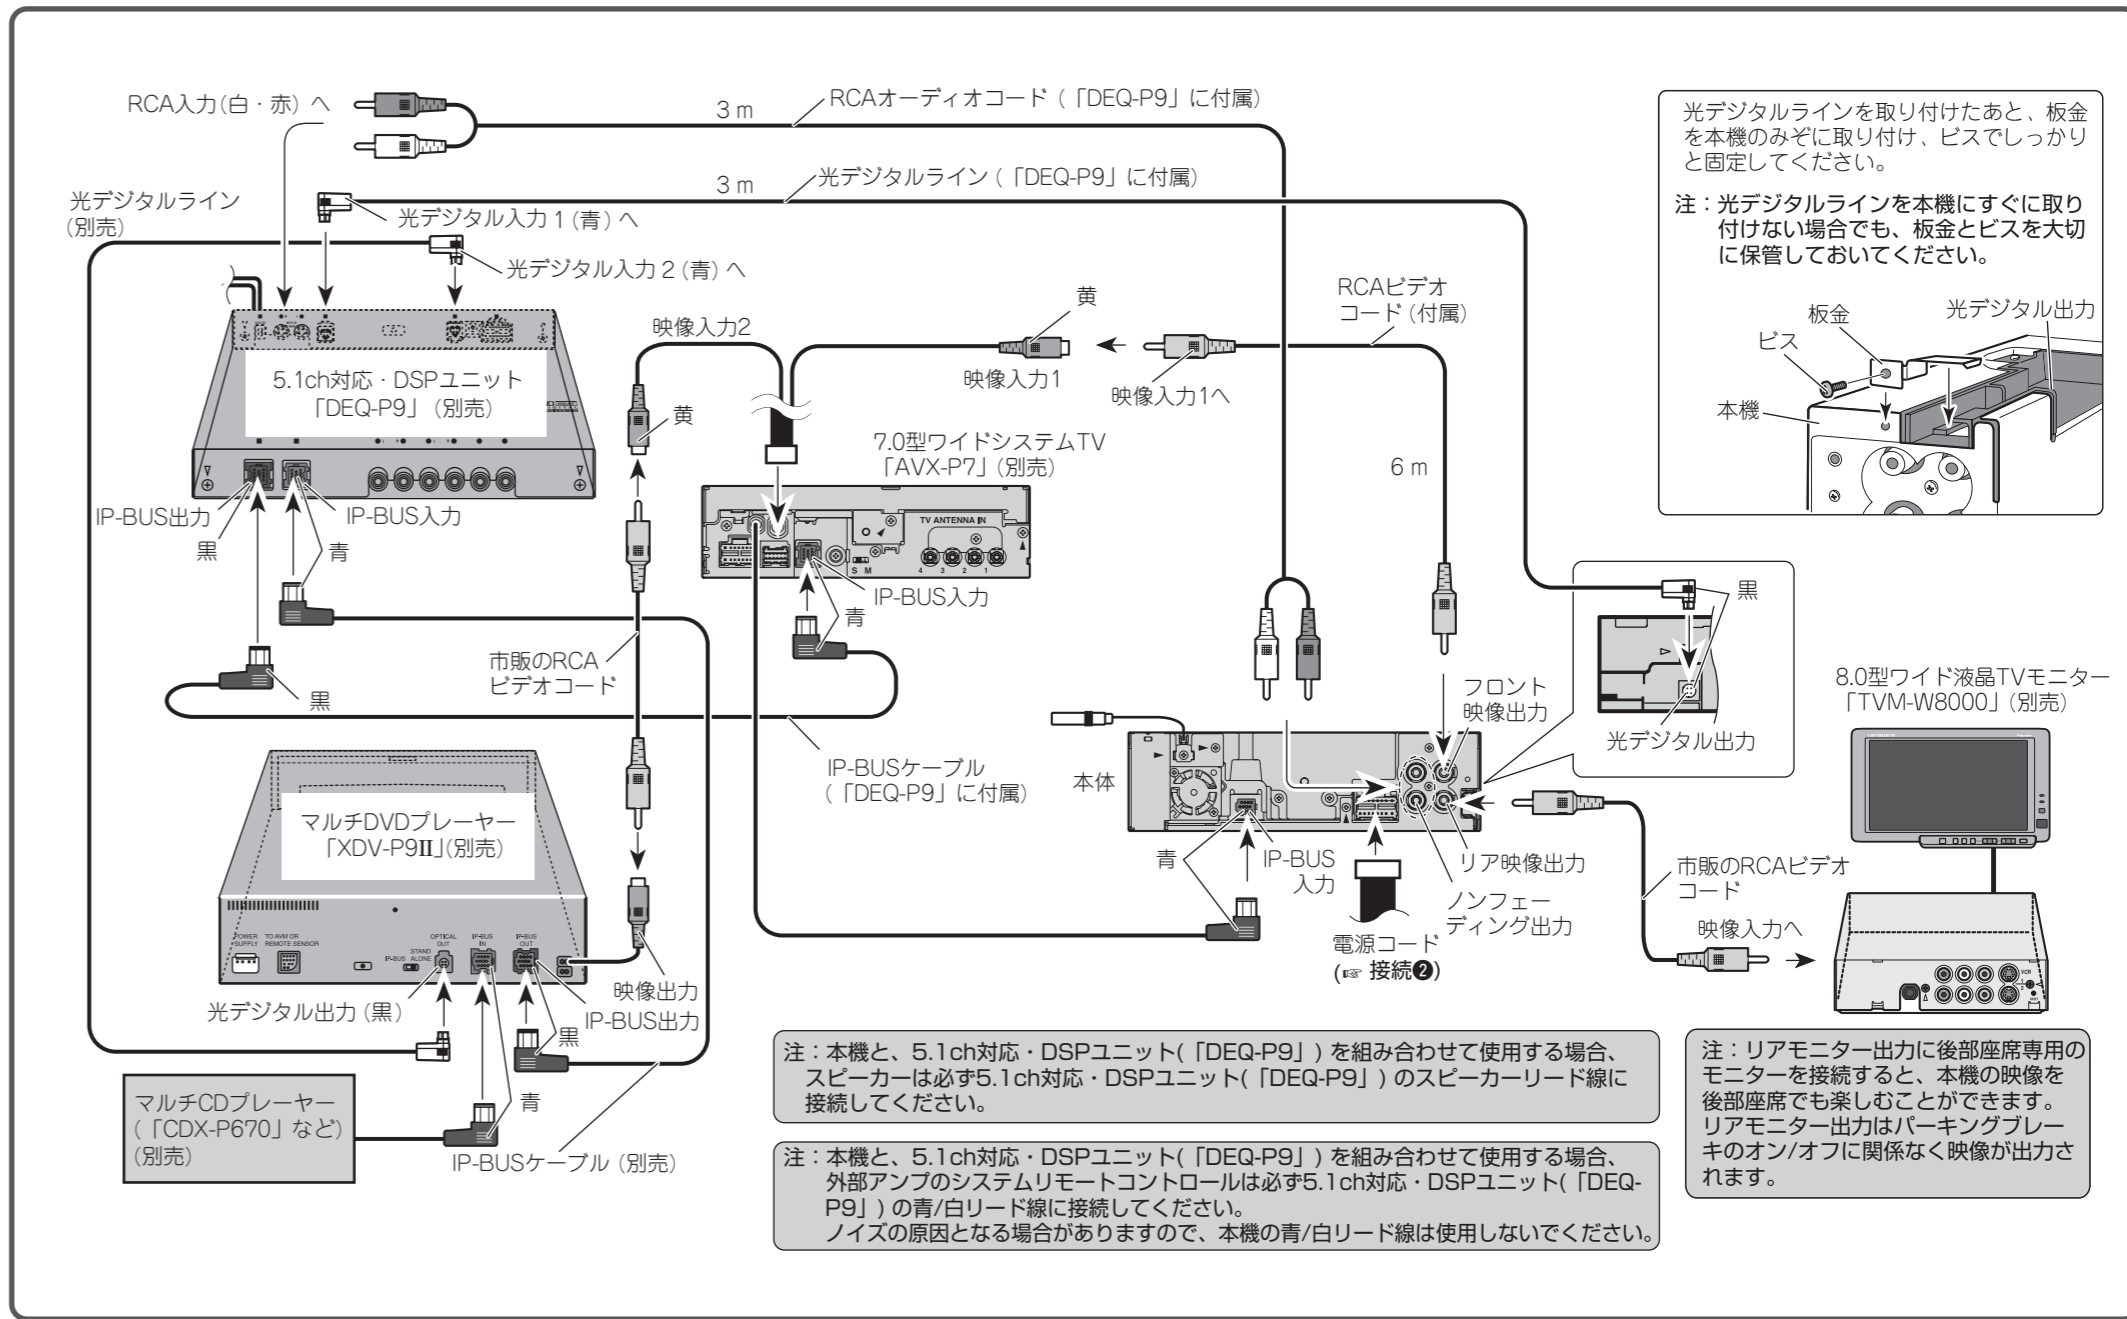 RCA入力(白・赤) へ
3 m
RCAオーディオコード (「DEQ-P9」に付属)
光デジタルライン
(別売)
光デジタル入力 1 (青) へ
3 m
光デジタルライン (「DEQ-P9」に付属)
光デジタル入力 2 (青) へ
5.1ch対応・DSPユニット
「DEQ-P9」 (別売)
IP-BUS出力
黒
IP-BUS入力
青
黒
映像入力2
黄
黄
映像入力1
映像入力1へ
RCAビデオ
コード (付属)
6 m
7.0型ワイドシステムTV
「AVX-P7」(別売)
TV ANTENNA IN
S M
4 3 2 1
IP-BUS入力
青
市販のRCA
ビデオコード
IP-BUSケーブル
(「DEQ-P9」に付属)
マルチDVDプレーヤー
「XDV-P9Ⅱ」(別売)
POWER
SUPPLY
TO AVM OR
REMOTE SENSOR
IP-BUS
STAND
ALONE
OPTICAL
OUT
IP-BUS
IN
IP-BUS
OUT
光デジタル出力 (黒)
映像出力
IP-BUS出力
黒
青
マルチCDプレーヤー
(「CDX-P670」など)
(別売)
IP-BUSケーブル (別売)
本体
フロント
映像出力
青
IP-BUS
入力
リア映像出力
ノンフェー
ディング出力
電源コード
(☞ 接続❷)
黒
光デジタル出力
8.0型ワイド液晶TVモニター
「TVM-W8000」(別売)
市販のRCAビデオ
コード
映像入力へ
VCR
1
2
光デジタルラインを取り付けたあと、板金
を本機のみぞに取り付け、ビスでしっかり
と固定してください。
注：光デジタルラインを本機にすぐに取り
付けない場合でも、板金とビスを大切
に保管しておいてください。
板金
光デジタル出力
ビス
本機
注：本機と、5.1ch対応・DSPユニット(「DEQ-P9」) を組み合わせて使用する場合、
スピーカーは必ず5.1ch対応・DSPユニット(「DEQ-P9」) のスピーカーリード線に
接続してください。
注：本機と、5.1ch対応・DSPユニット(「DEQ-P9」) を組み合わせて使用する場合、
外部アンプのシステムリモートコントロールは必ず5.1ch対応・DSPユニット(「DEQ-
P9」) の青/白リード線に接続してください。
ノイズの原因となる場合がありますので、本機の青/白リード線は使用しないでください。
注：リアモニター出力に後部座席専用の
モニターを接続すると、本機の映像を
後部座席でも楽しむことができます。
リアモニター出力はパーキングブレー
キのオン/オフに関係なく映像が出力さ
れます。